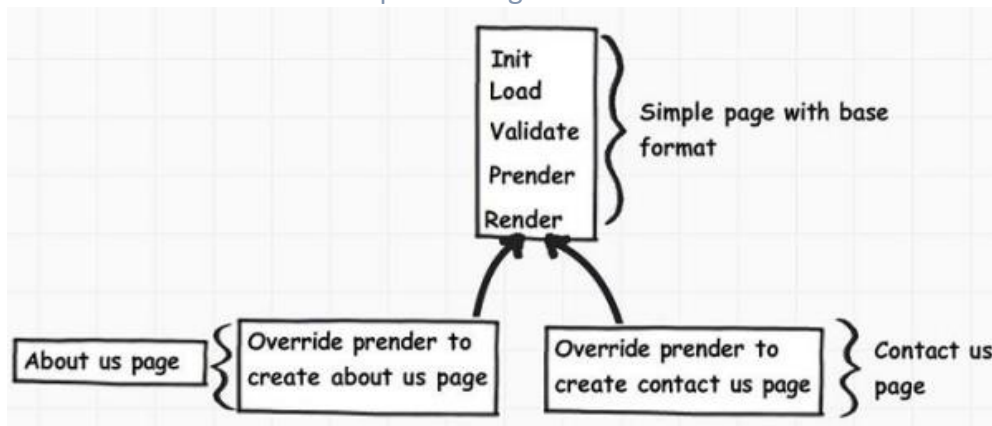 Init
Load
Validate
Prender
Render
Simple page with base
format
About us page
Override prender to
create about us page
Override prender to
create contact us page
Contact us
page